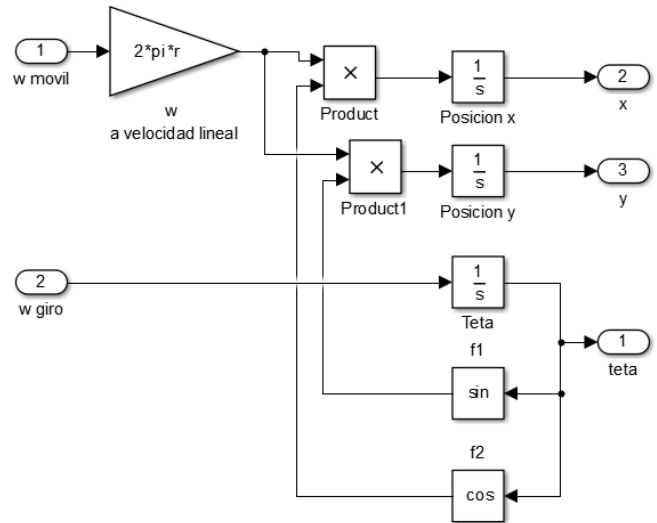 1
w movil
2*pi*r
w
a velocidad lineal
×
Product
1
s
Posicion x
2
x
×
Product1
1
s
Posicion y
3
y
2
w giro
1
s
Teta
1
teta
f1
sin
f2
cos